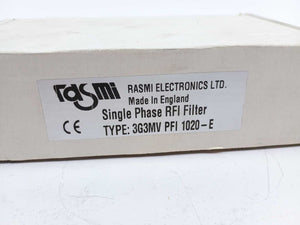 rasmi
RASMI ELECTRONICS LTD.
Made in England
Single Phase RFI Filter
CE
TYPE: 3G3MV PFI 1020-E